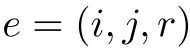 e = (i, j, r)